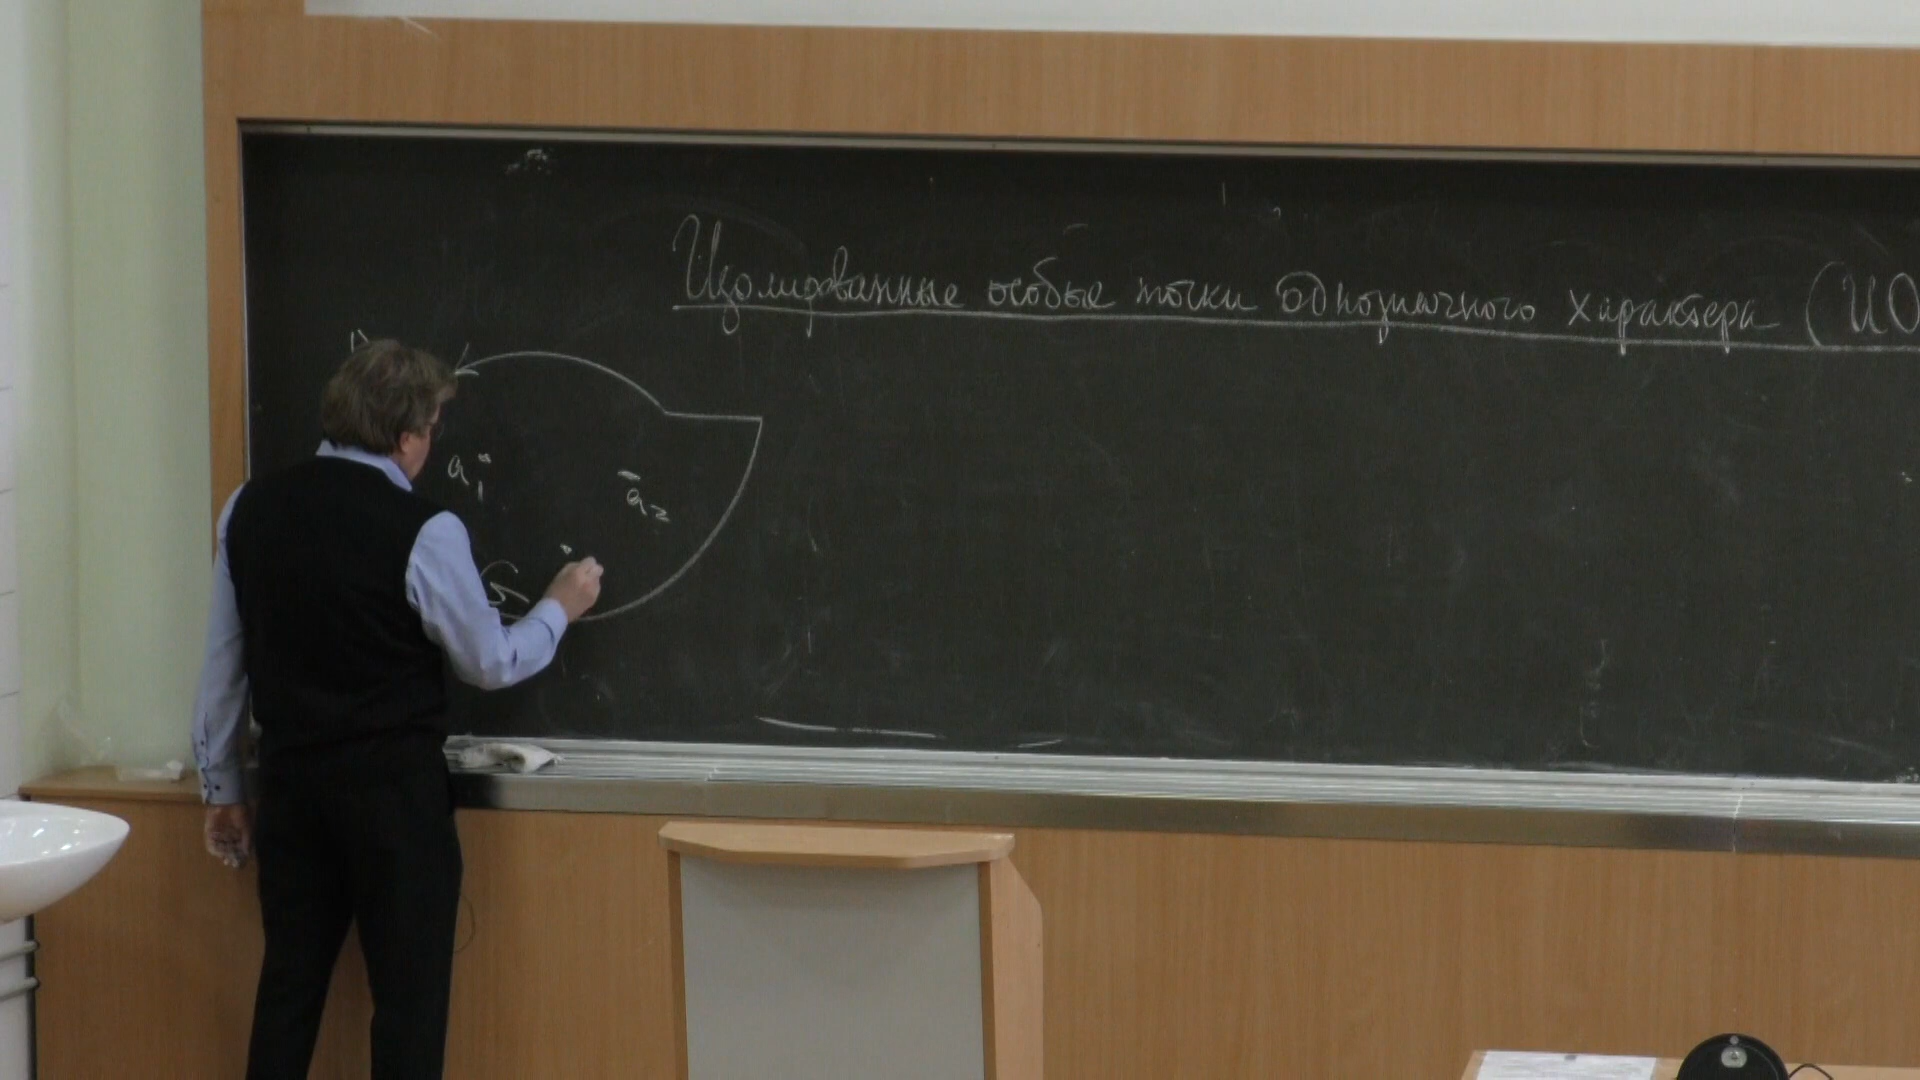 Изолированные особые точки однозначного характера (ИО
D
a₁
a₂
G